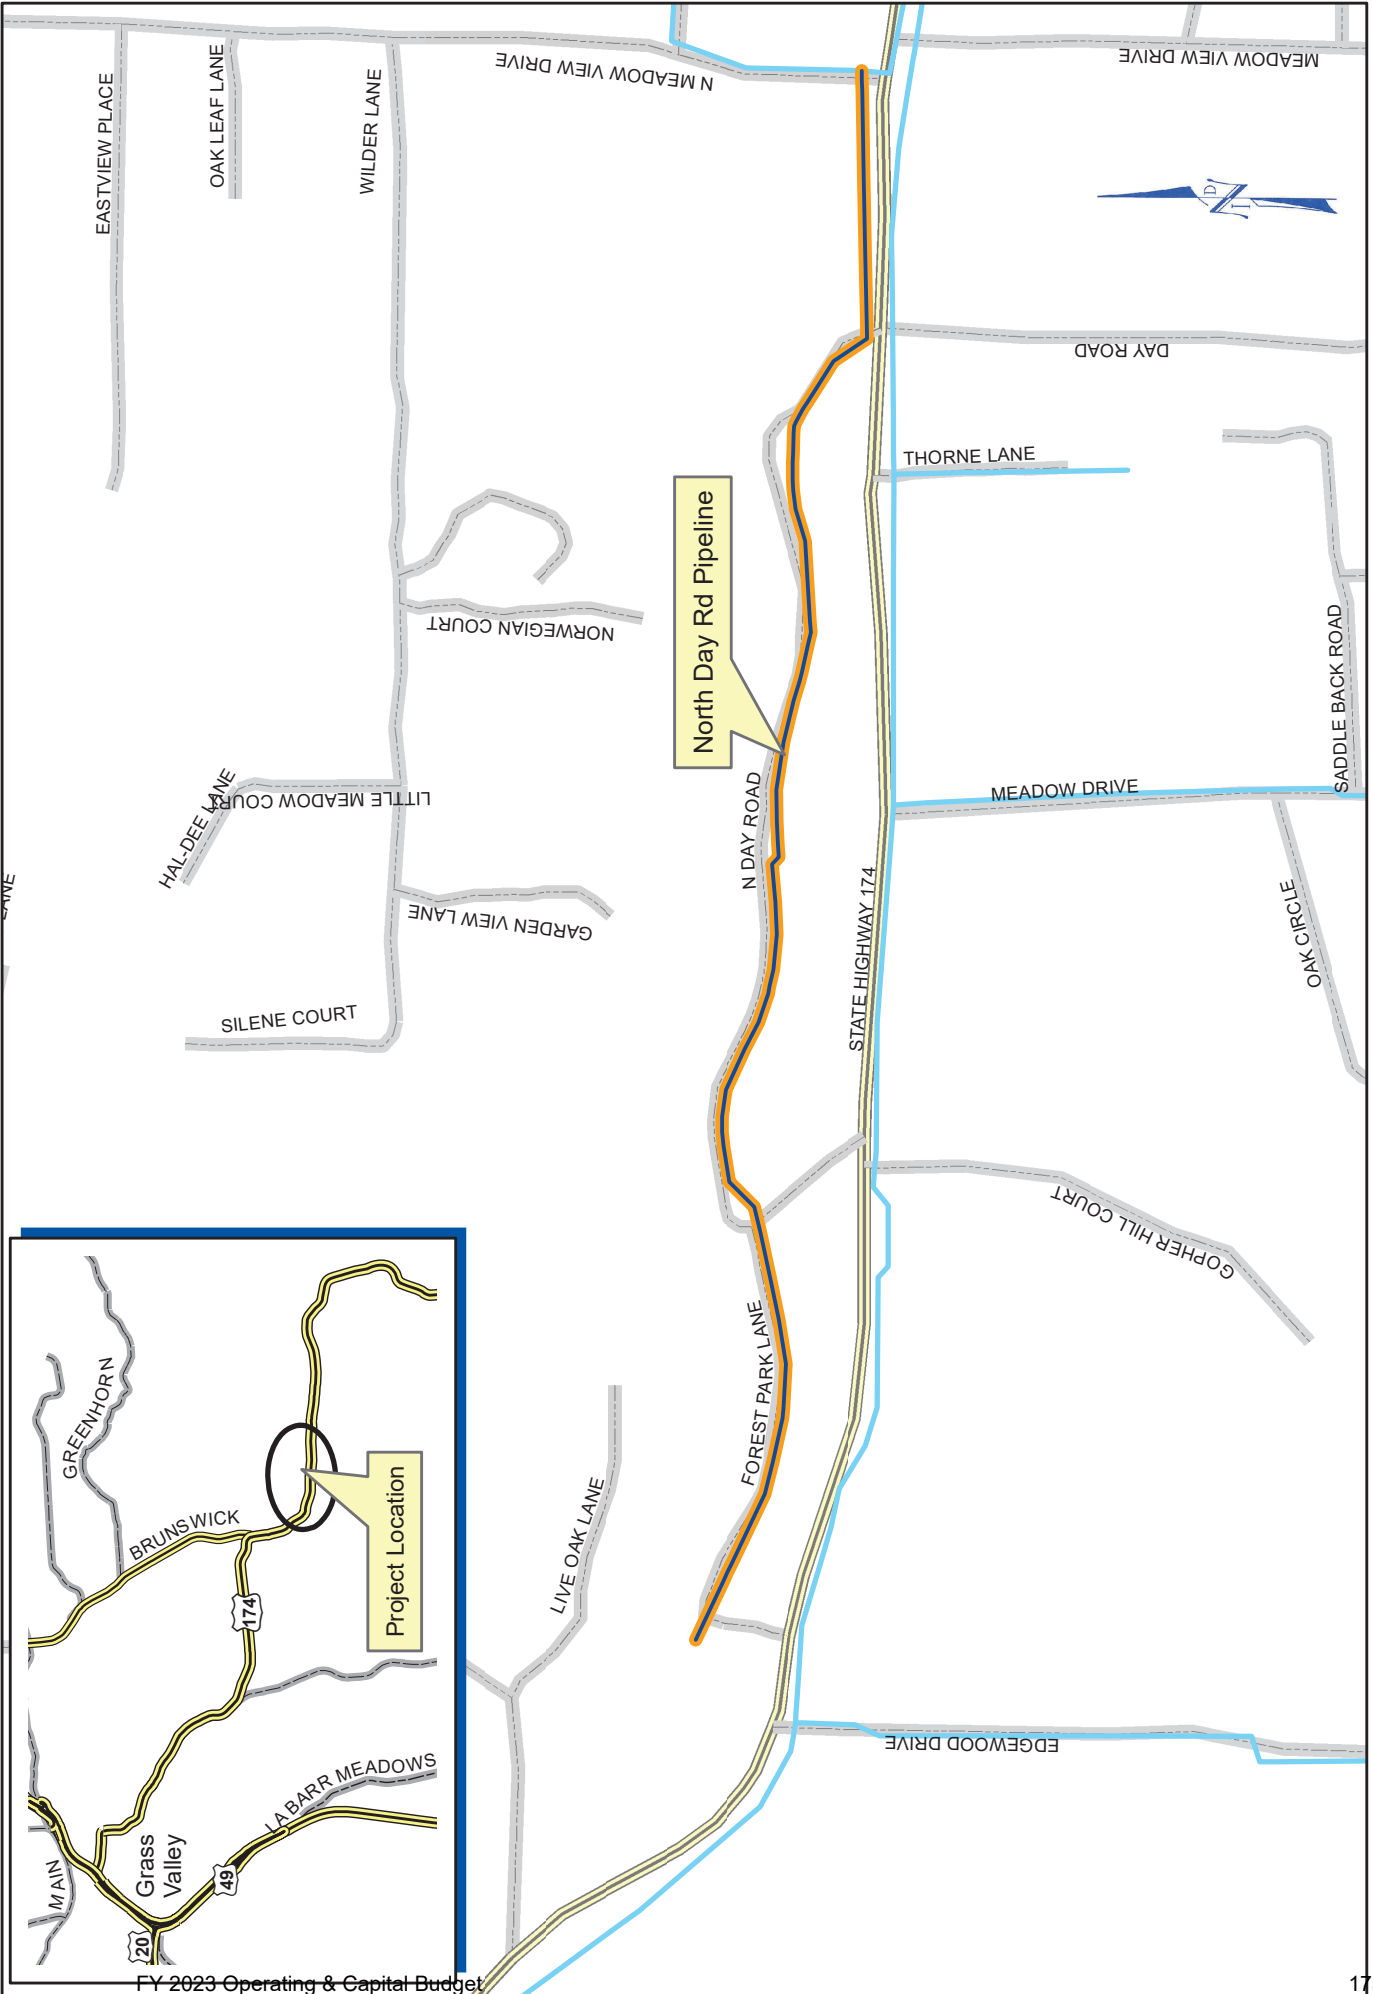 EASTVIEW PLACE
OAK LEAF LANE
WILDER LANE
N MEADOW VIEW DRIVE
MEADOW VIEW DRIVE
NID
DAY ROAD
THORNE LANE
North Day Rd Pipeline
NORWEGIAN COURT
SADDLE BACK ROAD
HAL-DEE LANE
LITTLE MEADOW COURT
N DAY ROAD
MEADOW DRIVE
LANE
GARDEN VIEW LANE
STATE HIGHWAY 174
OAK CIRCLE
SILENE COURT
GOPHER HILL COURT
FOREST PARK LANE
LIVE OAK LANE
EDGEWOOD DRIVE
GREENHORN
BRUNSWICK
Project Location
174
LA BARR MEADOWS
Grass
Valley
MAIN
49
20
FY 2023 Operating & Capital Budget
17